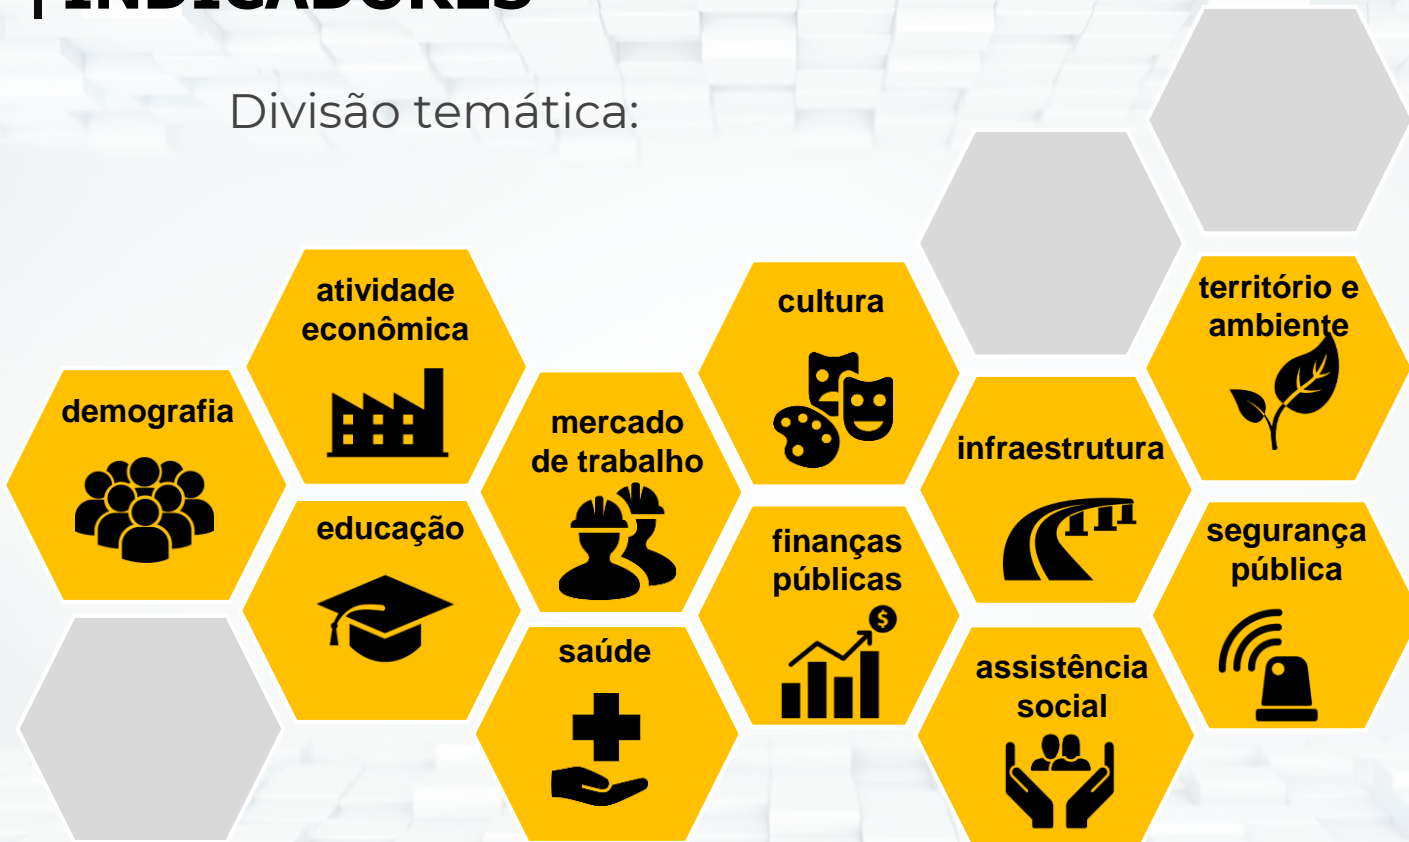 INDICADORES
Divisão temática:
atividade
econômica
cultura
território e
ambiente
demografia
mercado
de trabalho
infraestrutura
educação
finanças
públicas
segurança
pública
saúde
assistência
social
$